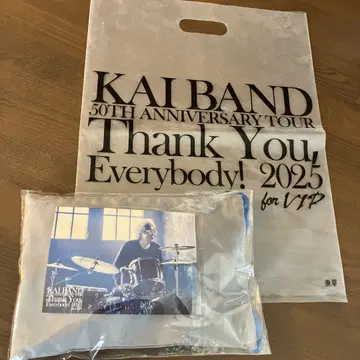 KAI BAND
50TH ANNIVERSARY TOUR
Thank You,
Everybody! 2025
for VIP
KAI BAND
Thank You,
Everybody! 2025